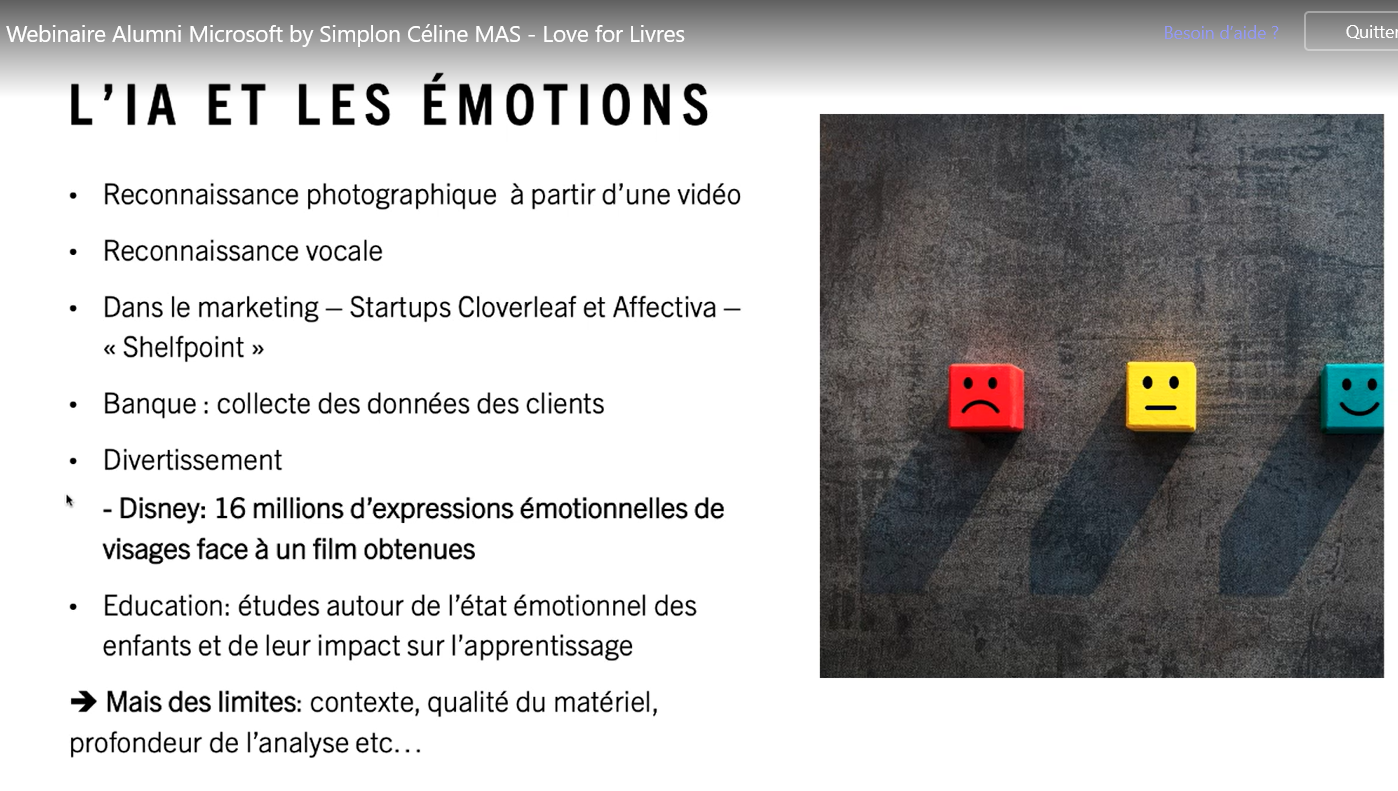 Webinaire Alumni Microsoft by Simplon Céline MAS - Love for Livres
Besoin d'aide ?
Quitter
L'IA ET LES ÉMOTIONS
• Reconnaissance photographique à partir d'une vidéo
• Reconnaissance vocale
• Dans le marketing – Startups Cloverleaf et Affectiva –
« Shelfpoint »
• Banque : collecte des données des clients
• Divertissement
- Disney: 16 millions d'expressions émotionnelles de
visages face à un film obtenues
• Education: études autour de l'état émotionnel des
enfants et de leur impact sur l'apprentissage
➔ Mais des limites: contexte, qualité du matériel,
profondeur de l'analyse etc…